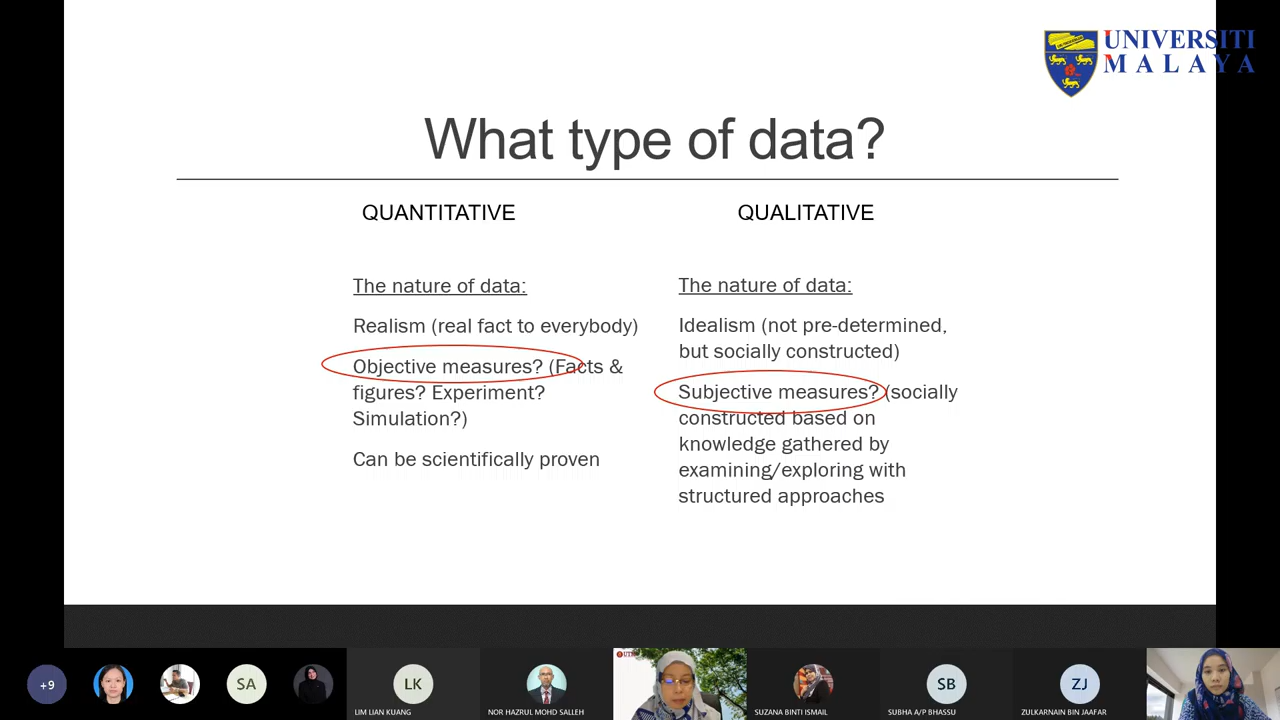 UNIVERSITI
MALAYA
What type of data?
QUANTITATIVE
The nature of data:
Realism (real fact to everybody)
Objective measures? (Facts &
figures? Experiment?
Simulation?)
Can be scientifically proven
QUALITATIVE
The nature of data:
Idealism (not pre-determined,
but socially constructed)
Subjective measures? (socially
constructed based on
knowledge gathered by
examining/exploring with
structured approaches
+9
SA
LK
LIM LIAN KUANG
NOR HAZRUL MOHD SALLEH
SUZANA BINTI ISMAIL
SB
SUBHA A/P BHASSU
ZJ
ZULKARNAIN BIN JAAFAR